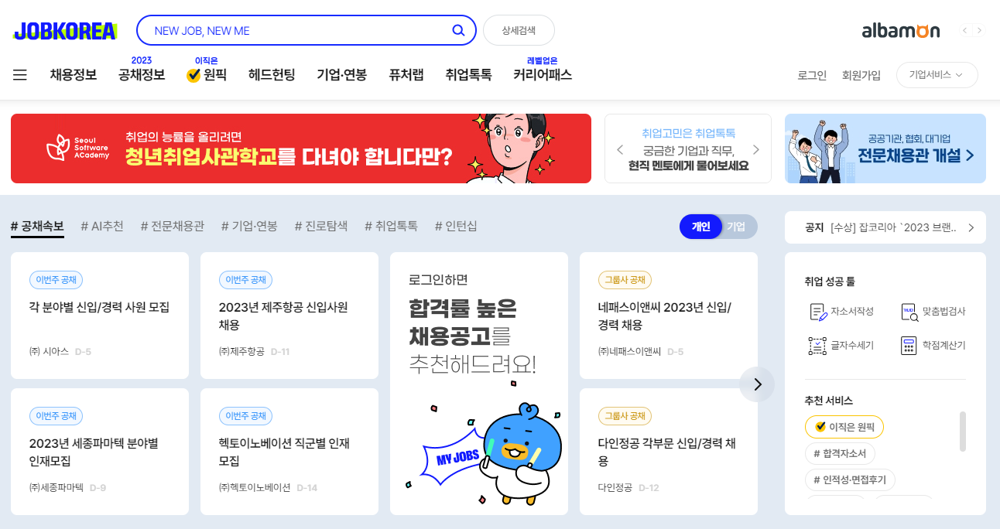 JOBKOREA
NEW JOB, NEW ME
상세검색
albamon
채용정보
2023
공채정보
이직은
원픽
헤드헌팅
기업·연봉
퓨처랩
취업톡톡
레벨업은
커리어패스
로그인
회원가입
기업서비스
Seoul
Software
ACademy
취업의 능률을 올리려면
청년취업사관학교를 다녀야 합니다만?
취업고민은 취업톡톡
궁금한 기업과 직무,
현직 멘토에게 물어보세요
공공기관, 협회, 대기업
전문채용관 개설
# 공채속보
# AI추천
# 전문채용관
# 기업·연봉
# 진로탐색
# 취업톡톡
# 인턴십
개인
기업
공지 [수상] 잡코리아 `2023 브랜..
이번주 공채
각 분야별 신입/경력 사원 모집
㈜ 시아스 D-5
이번주 공채
2023년 제주항공 신입사원
채용
㈜제주항공 D-11
로그인하면
합격률 높은
채용공고를
추천해드려요!
MY JOBS
그룹사 공채
네패스이앤씨 2023년 신입/
경력 채용
㈜네패스이앤씨 D-5
이번주 공채
2023년 세종파마텍 분야별
인재모집
㈜세종파마텍 D-9
이번주 공채
헥토이노베이션 직군별 인재
모집
㈜헥토이노베이션 D-14
그룹사 공채
다인정공 각부문 신입/경력 채
용
다인정공 D-12
취업 성공 툴
자소서작성
맞춤법검사
글자수세기
학점계산기
추천 서비스
이직은 원픽
# 합격자소서
# 인적성·면접후기